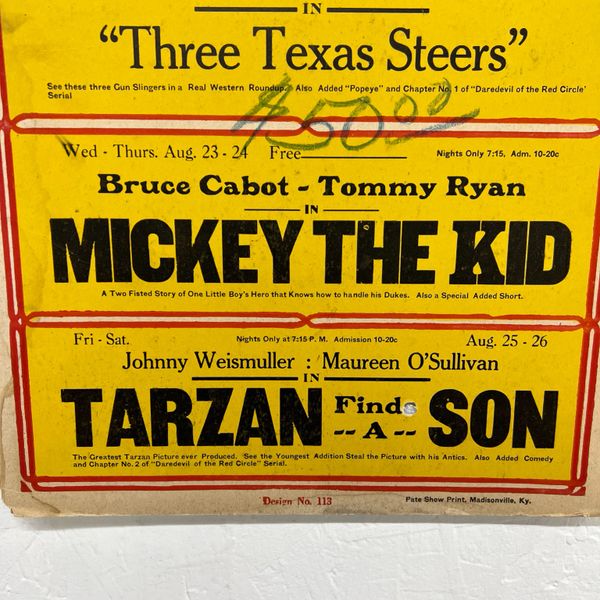 IN
“Three Texas Steers”
See these three Gun Slingers in a Real Western Roundup. Also Added "Popeye" and Chapter No. 1 of "Daredevil of the Red Circle'
Serial
$50.00
Wed - Thurs. Aug. 23 - 24 Free Nights Only 7:15, Adm. 10-20c
Bruce Cabot - Tommy Ryan
IN
MICKEY THE KID
A Two Fisted Story of One Little Boy's Hero that Knows how to handle his Dukes. Also a Special Added Short.
Fri - Sat. Nights Only at 7:15 P. M. Admission 10-20c Aug. 25 - 26
Johnny Weismuller : Maureen O'Sullivan
IN
TARZAN Finds -- A -- SON
The Greatest Tarzan Picture ever Produced. See the Youngest Addition Steal the Picture with his Antics. Also Added Comedy
and Chapter No. 2 of "Daredevil of the Red Circle" Serial.
Design No. 113 Pate Show Print, Madisonville, Ky.